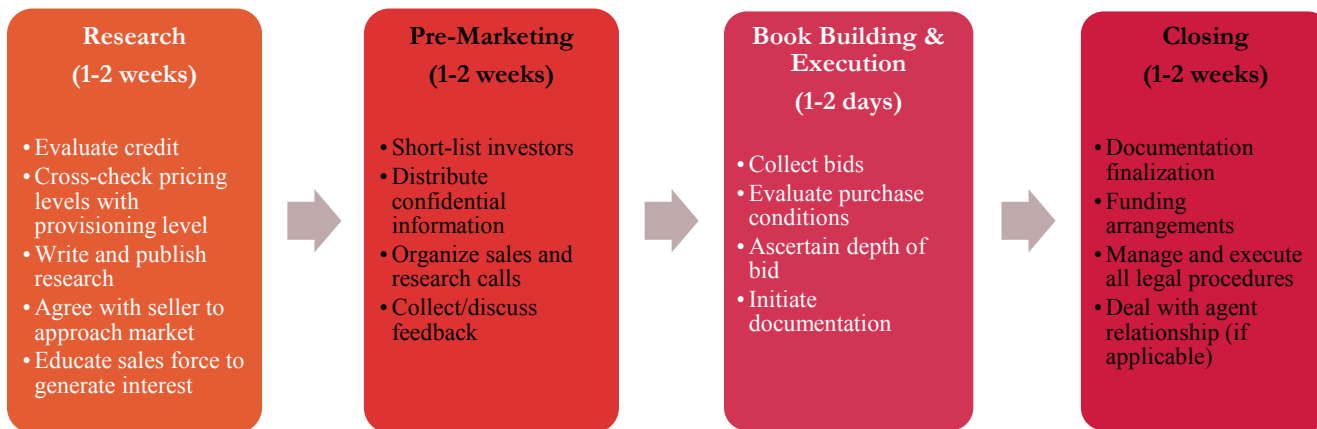 Research
(1-2 weeks)
• Evaluate credit
• Cross-check pricing
levels with
provisioning level
• Write and publish
research
• Agree with seller to
approach market
• Educate sales force to
generate interest
Pre-Marketing
(1-2 weeks)
• Short-list investors
• Distribute
confidential
information
• Organize sales and
research calls
• Collect/discuss
feedback
Book Building &
Execution
(1-2 days)
• Collect bids
• Evaluate purchase
conditions
• Ascertain depth of
bid
• Initiate
documentation
Closing
(1-2 weeks)
• Documentation
finalization
• Funding
arrangements
• Manage and execute
all legal procedures
• Deal with agent
relationship (if
applicable)